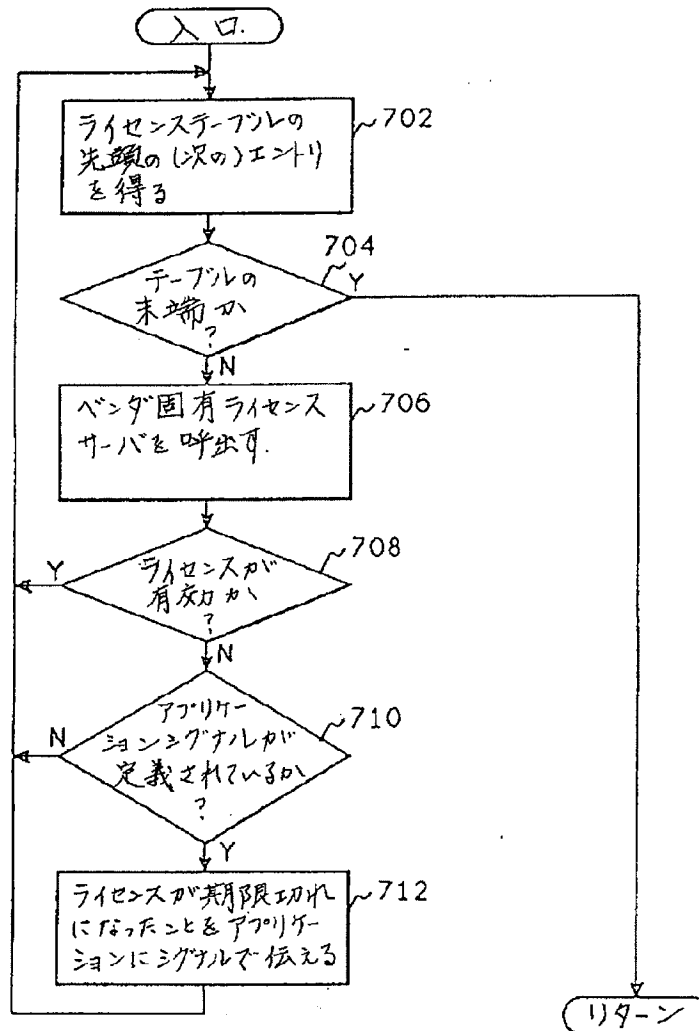 入口.
ライセンステーブルの
先頭の(次の)エントリ
を得る
702
704
テーブルの
末端か
?
Y
N
ベンダ固有ライセンス
サーバを呼出す.
706
708
ライセンスが
有効か
?
Y
N
710
アプリケー
ションシグナルが
定義されているか
?
N
Y
ライセンスが期限切れ
になったことをアプリケー
ションにシグナルで伝える
712
リターン